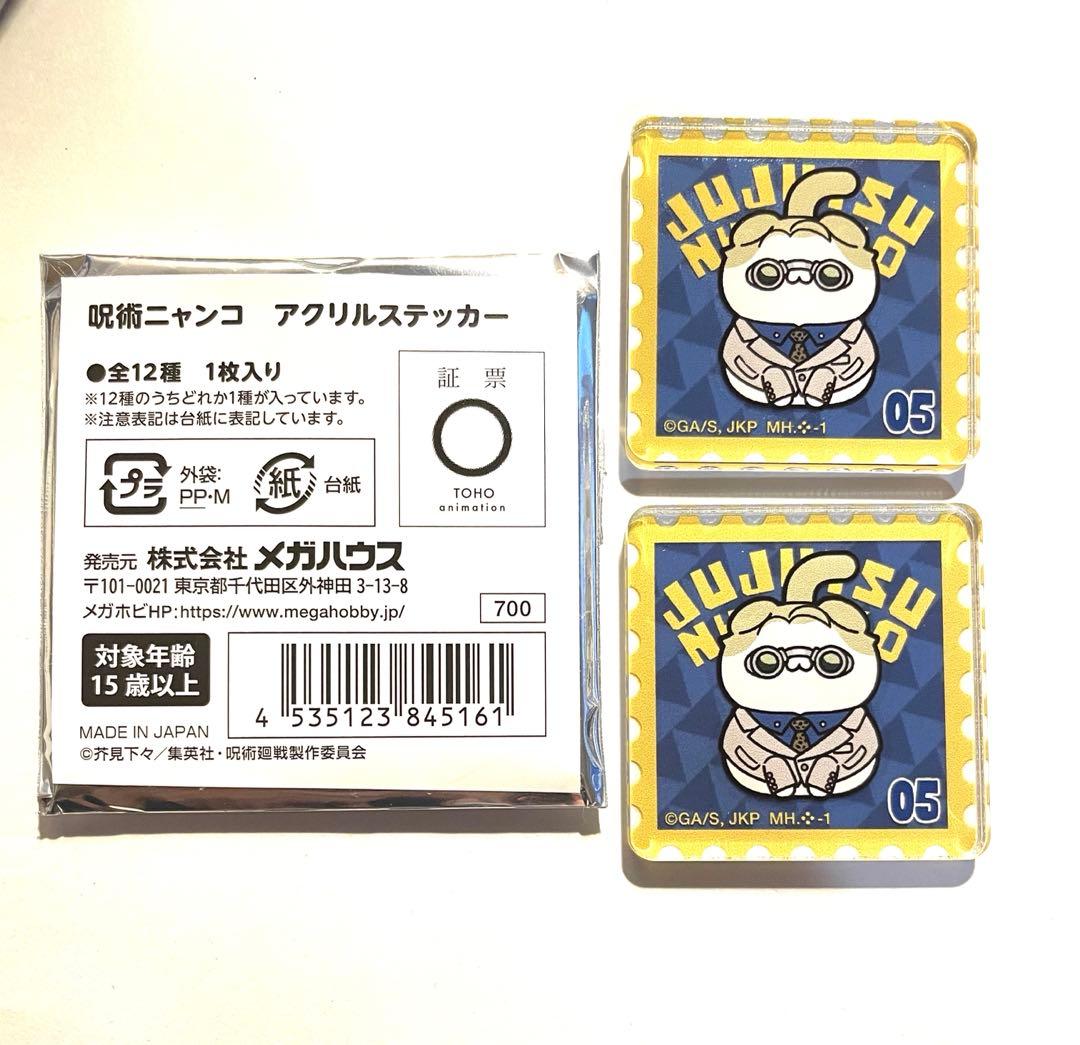 呪術ニャンコ　アクリルステッカー
●全12種　1枚入り
※12種のうちどれか1種が入っています。
※注意表記は台紙に表記しています。
プラ
外袋:
PP・M
紙
台紙
証 票
TOHO
animation
発売元 株式会社 メガハウス
〒101-0021 東京都千代田区外神田 3-13-8
メガホビHP:https://www.megahobby.jp/
700
対象年齢
15 歳以上
4 535123 845161
MADE IN JAPAN
©芥見下々／集英社・呪術廻戦製作委員会
©GA/S, JKP MH.-1
05
©GA/S, JKP MH.-1
05